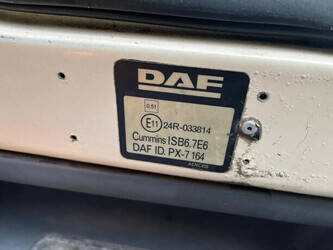 DAF
0.51
E11 24R-033814
Cummins ISB6.7E6
DAF ID. PX-7 164